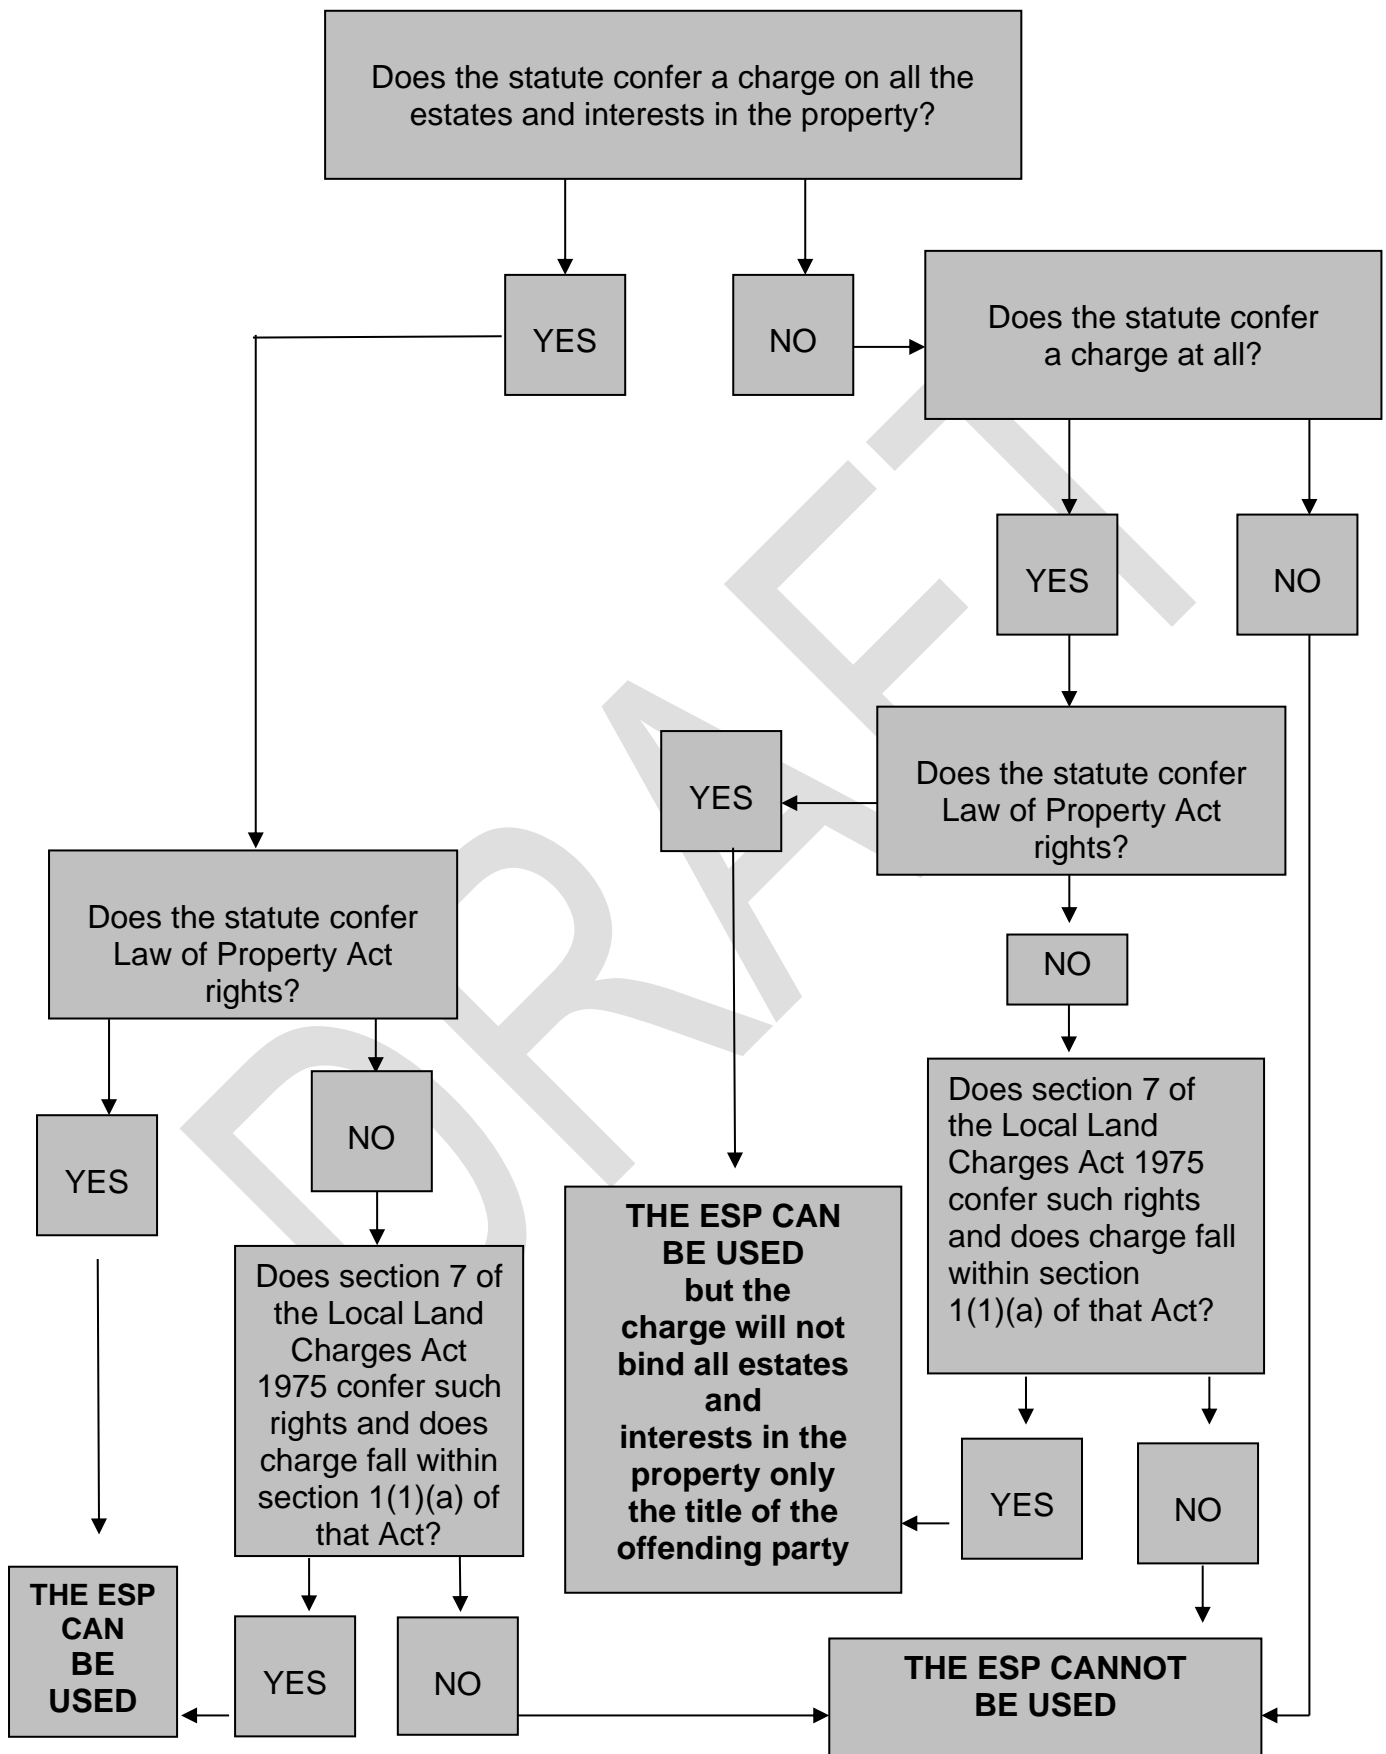 Does the statute confer a charge on all the
estates and interests in the property?
YES
NO
Does the statute confer
a charge at all?
YES
NO
YES
Does the statute confer
Law of Property Act
rights?
Does the statute confer
Law of Property Act
rights?
NO
YES
NO
Does section 7 of
the Local Land
Charges Act 1975
confer such rights
and does charge fall
within section
1(1)(a) of that Act?
THE ESP CAN
BE USED
but the
charge will not
bind all estates
and
interests in the
property only
the title of the
offending party
Does section 7 of
the Local Land
Charges Act
1975 confer such
rights and does
charge fall within
section 1(1)(a) of
that Act?
YES
NO
THE ESP
CAN
BE
USED
YES
NO
THE ESP CANNOT
BE USED
DRAFT